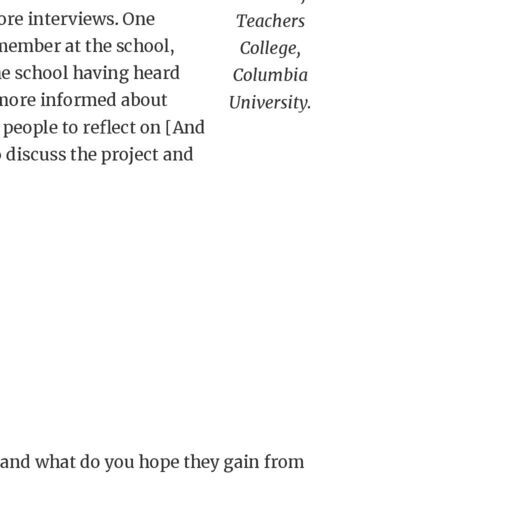 ore interviews. One
member at the school,
e school having heard
more informed about
people to reflect on [And
discuss the project and
Teachers
College,
Columbia
University.
and what do you hope they gain from